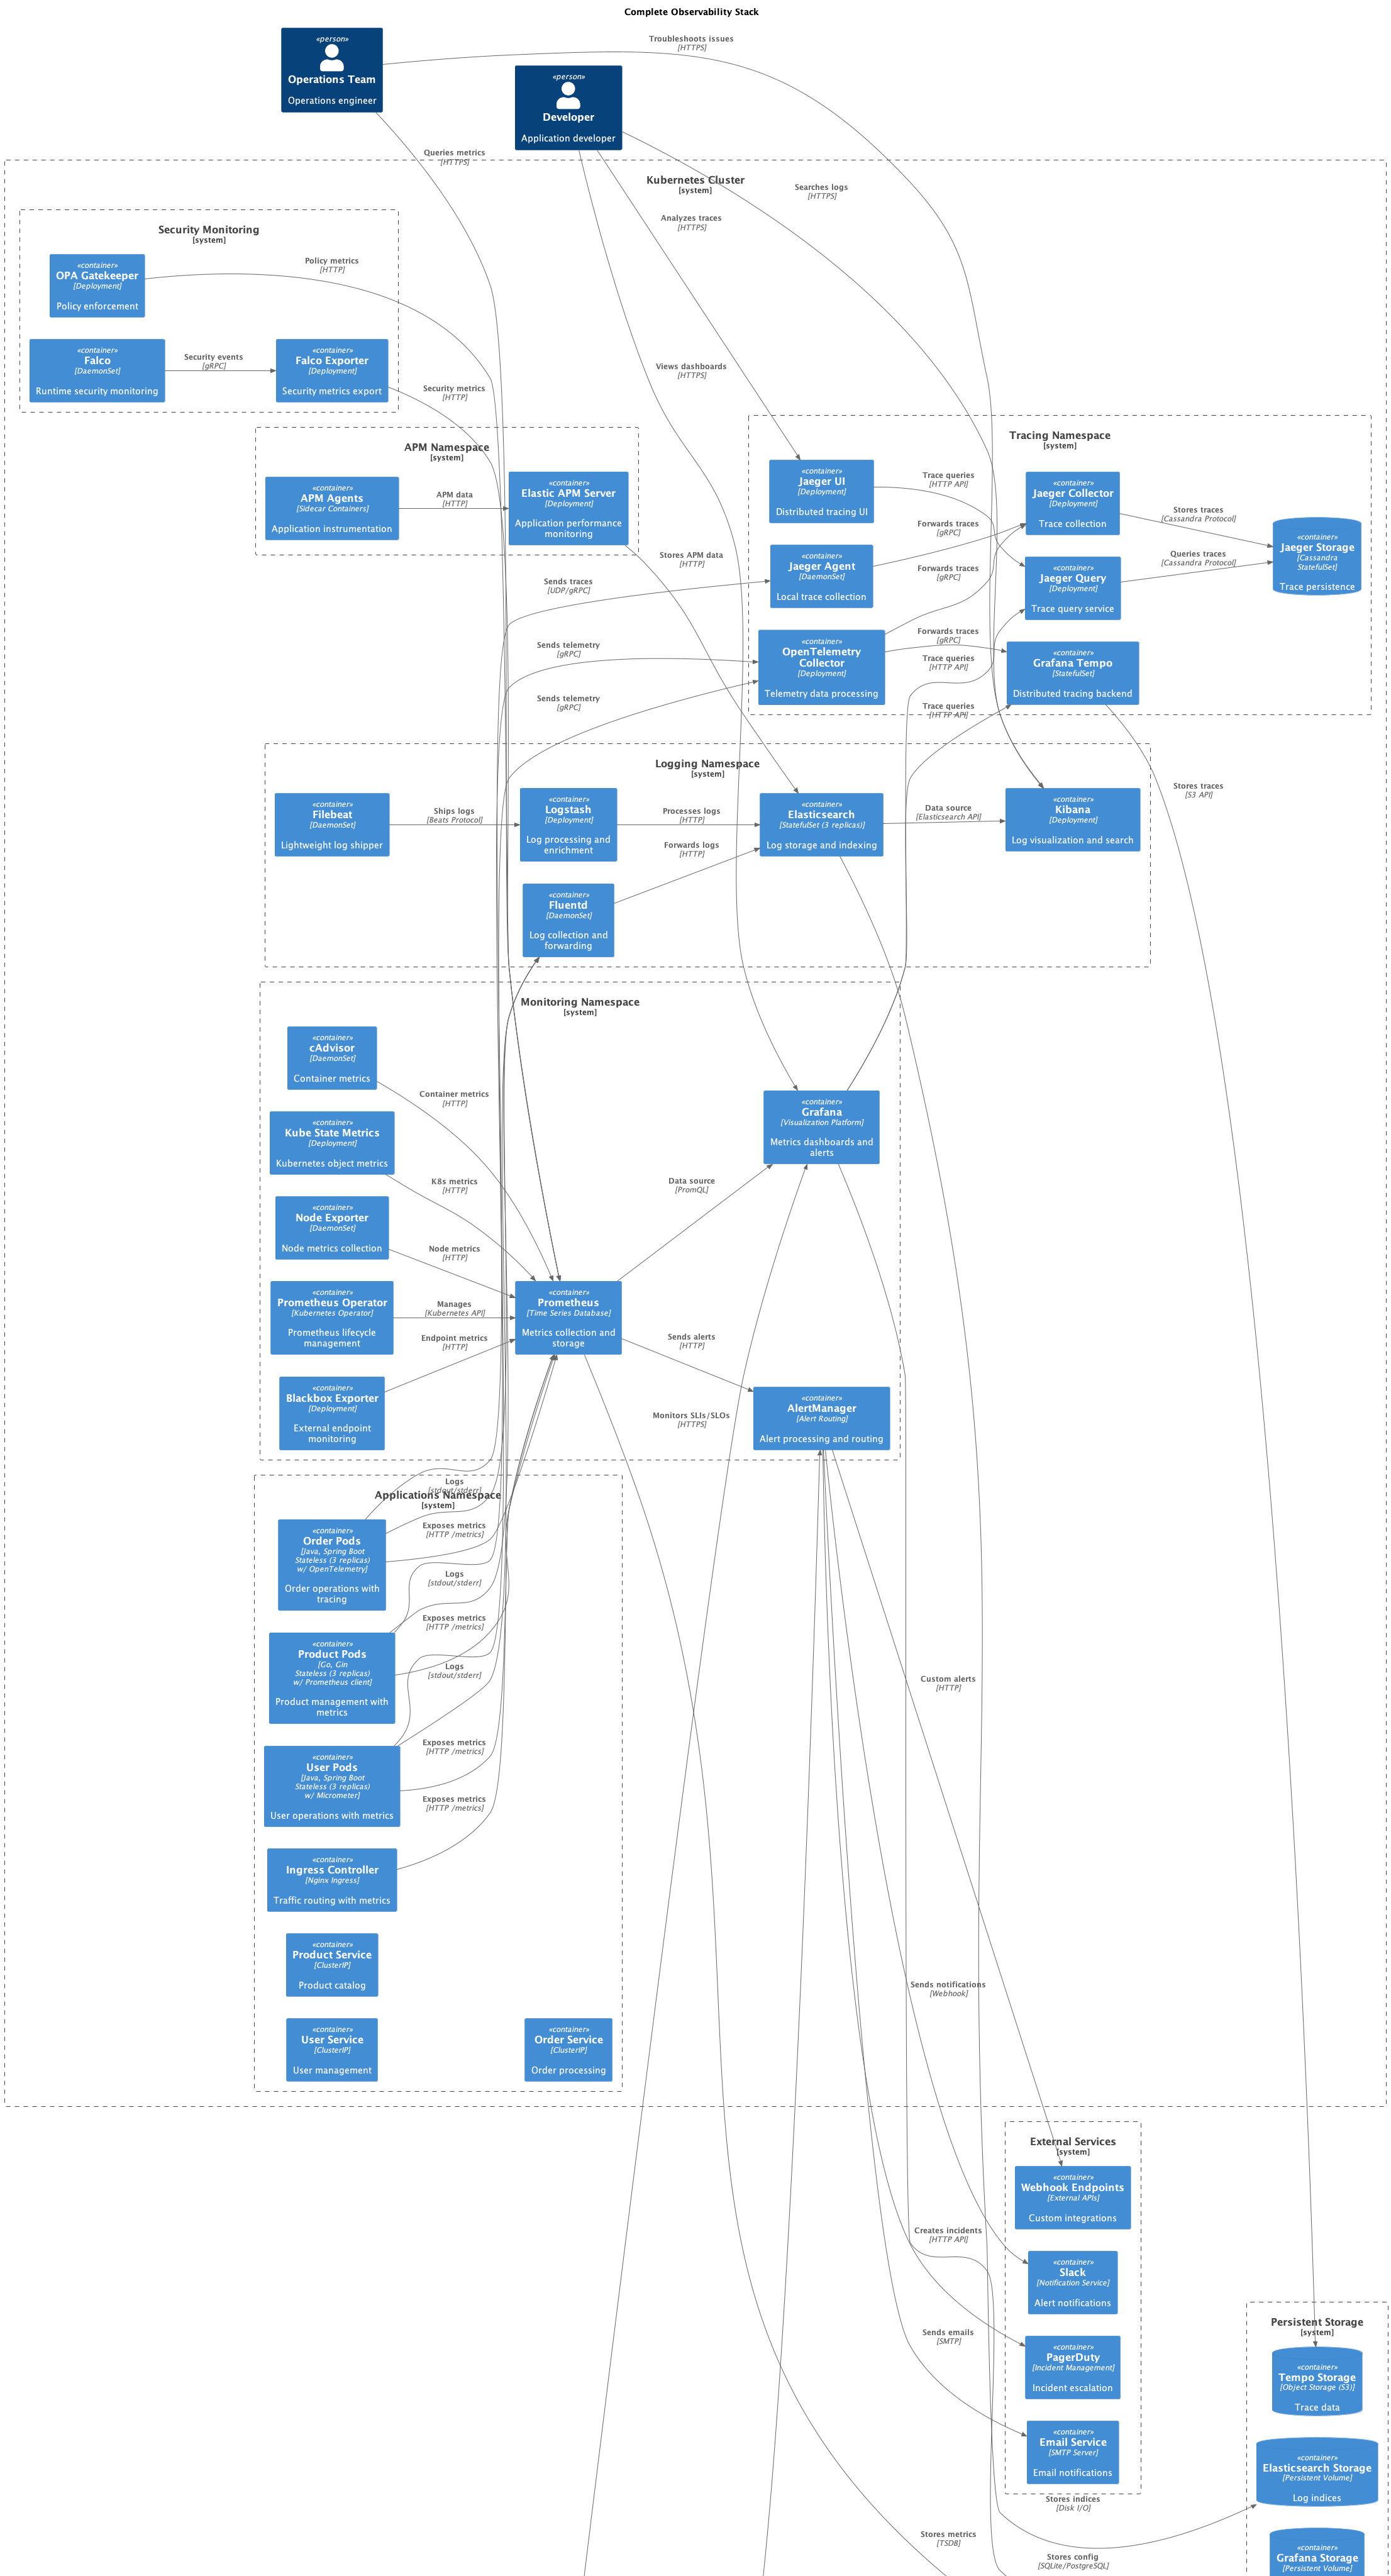 Complete Observability Stack
«person»
Operations Team
Operations engineer
«person»
Developer
Application developer
Troubleshoots issues
[HTTPS]
Queries metrics
[HTTPS]
Kubernetes Cluster
[system]
Searches logs
[HTTPS]
Analyzes traces
[HTTPS]
Views dashboards
[HTTPS]
Security Monitoring
[system]
«container»
OPA Gatekeeper
[Deployment]
Policy enforcement
Policy metrics
[HTTP]
«container»
Falco
[DaemonSet]
Runtime security monitoring
Security events
[gRPC]
«container»
Falco Exporter
[Deployment]
Security metrics export
Security metrics
[HTTP]
APM Namespace
[system]
«container»
APM Agents
[Sidecar Containers]
Application instrumentation
APM data
[HTTP]
«container»
Elastic APM Server
[Deployment]
Application performance
monitoring
Stores APM data
[HTTP]
Sends traces
[UDP/gRPC]
Sends telemetry
[gRPC]
Sends telemetry
[gRPC]
Tracing Namespace
[system]
«container»
Jaeger UI
[Deployment]
Distributed tracing UI
Trace queries
[HTTP API]
«container»
Jaeger Collector
[Deployment]
Trace collection
Stores traces
[Cassandra Protocol]
«container»
Jaeger Storage
[Cassandra
StatefulSet]
Trace persistence
Forwards traces
[gRPC]
«container»
Jaeger Agent
[DaemonSet]
Local trace collection
Forwards traces
[gRPC]
«container»
Jaeger Query
[Deployment]
Trace query service
Queries traces
[Cassandra Protocol]
«container»
OpenTelemetry
Collector
[Deployment]
Telemetry data processing
Forwards traces
[gRPC]
Trace queries
[HTTP API]
«container»
Grafana Tempo
[StatefulSet]
Distributed tracing backend
Trace queries
[HTTP API]
Stores traces
[S3 API]
Logging Namespace
[system]
«container»
Filebeat
[DaemonSet]
Lightweight log shipper
Ships logs
[Beats Protocol]
«container»
Logstash
[Deployment]
Log processing and
enrichment
Processes logs
[HTTP]
«container»
Elasticsearch
[StatefulSet (3 replicas)]
Log storage and indexing
Data source
[Elasticsearch API]
«container»
Kibana
[Deployment]
Log visualization and search
Forwards logs
[HTTP]
«container»
Fluentd
[DaemonSet]
Log collection and
forwarding
Monitoring Namespace
[system]
«container»
cAdvisor
[DaemonSet]
Container metrics
Container metrics
[HTTP]
«container»
Kube State Metrics
[Deployment]
Kubernetes object metrics
K8s metrics
[HTTP]
«container»
Node Exporter
[DaemonSet]
Node metrics collection
Node metrics
[HTTP]
«container»
Prometheus Operator
[Kubernetes Operator]
Prometheus lifecycle
management
Manages
[Kubernetes API]
«container»
Blackbox Exporter
[Deployment]
External endpoint
monitoring
Endpoint metrics
[HTTP]
«container»
Prometheus
[Time Series Database]
Metrics collection and
storage
Data source
[PromQL]
«container»
Grafana
[Visualization Platform]
Metrics dashboards and
alerts
Sends alerts
[HTTP]
«container»
AlertManager
[Alert Routing]
Alert processing and routing
Monitors SLIs/SLOs
[HTTPS]
Applications Namespace
[system]
Logs
[stdout/stderr]
«container»
Order Pods
[Java, Spring Boot
Stateless (3 replicas)
w/ OpenTelemetry]
Order operations with
tracing
Exposes metrics
[HTTP /metrics]
Logs
[stdout/stderr]
«container»
Product Pods
[Go, Gin
Stateless (3 replicas)
w/ Prometheus client]
Product management with
metrics
Exposes metrics
[HTTP /metrics]
Logs
[stdout/stderr]
«container»
User Pods
[Java, Spring Boot
Stateless (3 replicas)
w/ Micrometer]
User operations with metrics
Exposes metrics
[HTTP /metrics]
Exposes metrics
[HTTP /metrics]
«container»
Ingress Controller
[Nginx Ingress]
Traffic routing with metrics
«container»
Product Service
[ClusterIP]
Product catalog
«container»
User Service
[ClusterIP]
User management
«container»
Order Service
[ClusterIP]
Order processing
Custom alerts
[HTTP]
Sends notifications
[Webhook]
Creates incidents
[HTTP API]
Sends emails
[SMTP]
External Services
[system]
«container»
Webhook Endpoints
[External APIs]
Custom integrations
«container»
Slack
[Notification Service]
Alert notifications
«container»
PagerDuty
[Incident Management]
Incident escalation
«container»
Email Service
[SMTP Server]
Email notifications
Persistent Storage
[system]
«container»
Tempo Storage
[Object Storage (S3)]
Trace data
«container»
Elasticsearch Storage
[Persistent Volume]
Log indices
«container»
Grafana Storage
[Persistent Volume]
Stores indices
[Disk I/O]
Stores metrics
[TSDB]
Stores config
[SQLite/PostgreSQL]